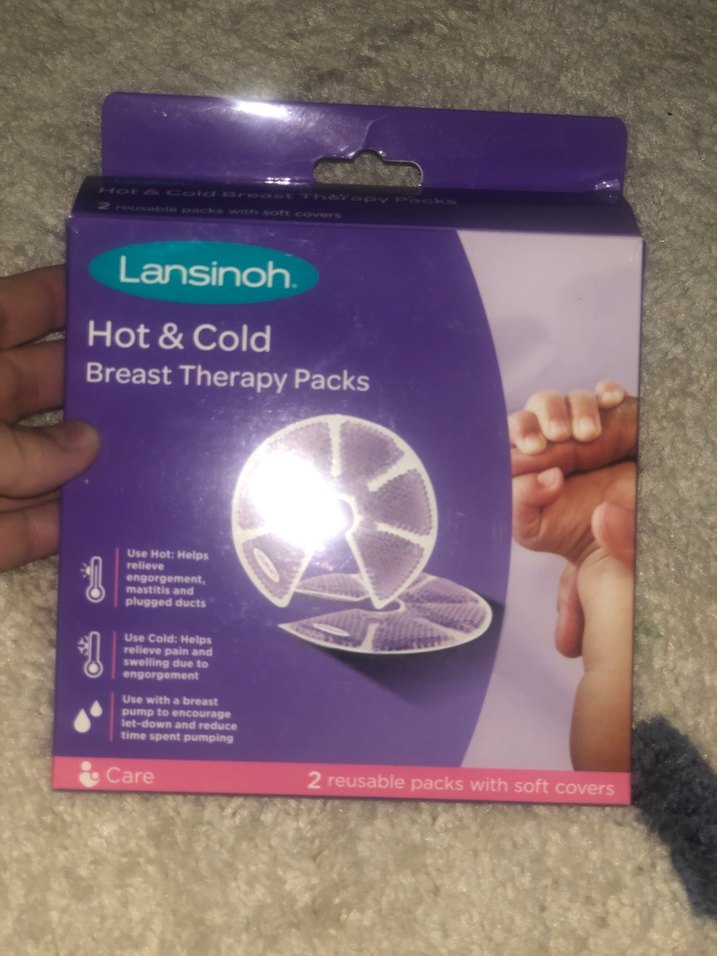 Hot & Cold Breast Therapy Packs
2 reusable packs with soft covers
Lansinoh®
Hot & Cold
Breast Therapy Packs
Use Hot: Helps
relieve
engorgement,
mastitis and
plugged ducts
Use Cold: Helps
relieve pain and
swelling due to
engorgement
Use with a breast
pump to encourage
let-down and reduce
time spent pumping
Care
2 reusable packs with soft covers